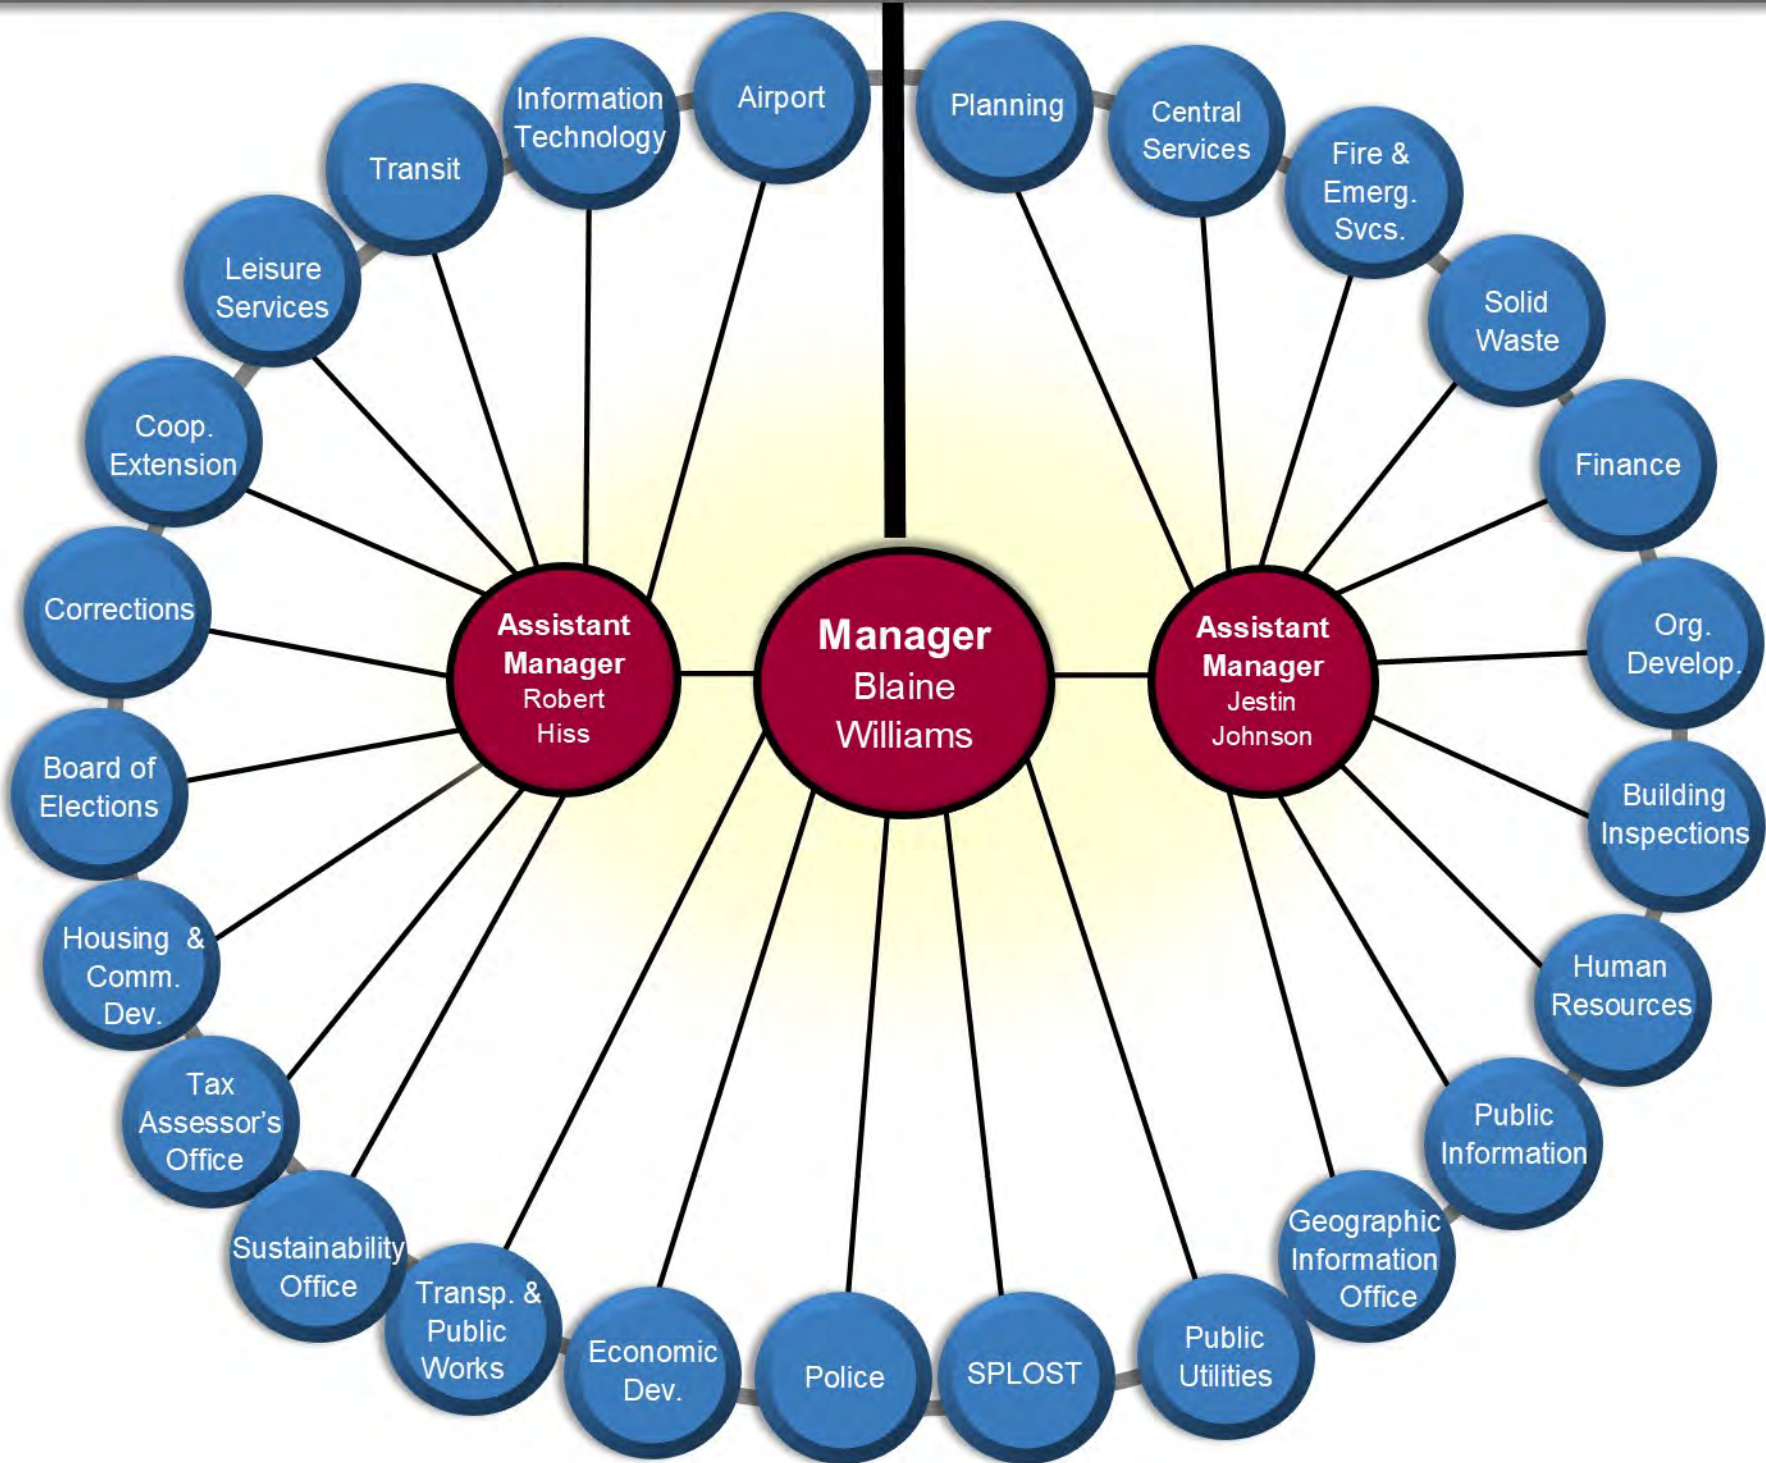 Airport
Planning
Information
Technology
Central
Services
Transit
Fire &
Emerg.
Svcs.
Leisure
Services
Solid
Waste
Coop.
Extension
Finance
Corrections
Assistant
Manager
Robert
Hiss
Manager
Blaine
Williams
Assistant
Manager
Jestin
Johnson
Org.
Develop.
Board of
Elections
Building
Inspections
Housing  &
Comm.
Dev.
Human
Resources
Tax
Assessor’s
Office
Public
Information
Sustainability
Office
Geographic
Information
Office
Transp. &
Public
Works
Economic
Dev.
Police
SPLOST
Public
Utilities